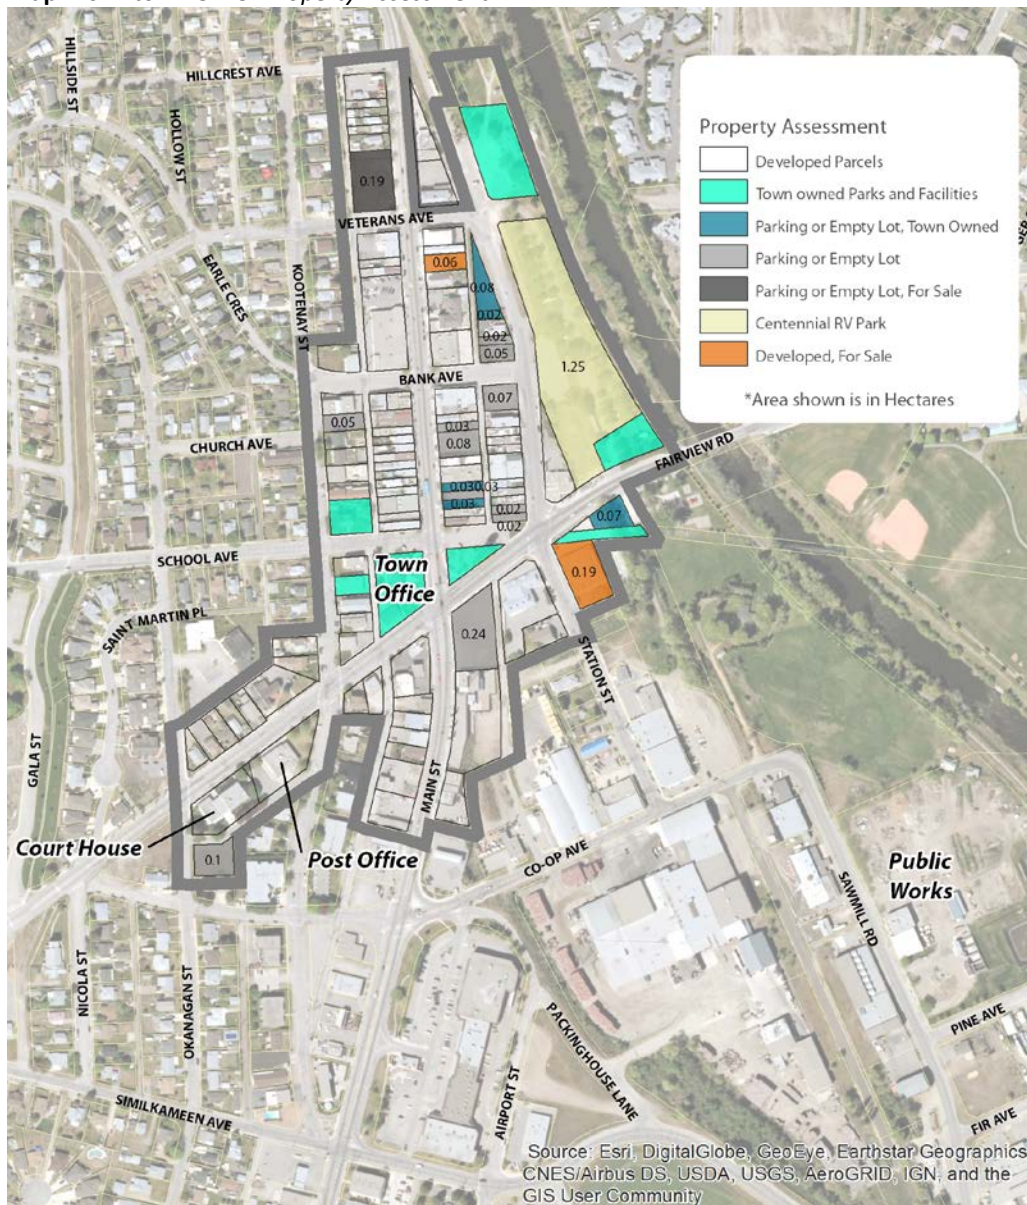 HILLSIDE ST
HILLCREST AVE
HOLLOW ST
Property Assessment
Developed Parcels
Town owned Parks and Facilities
Parking or Empty Lot, Town Owned
Parking or Empty Lot
Parking or Empty Lot, For Sale
Centennial RV Park
Developed, For Sale
*Area shown is in Hectares
0.19
VETERANS AVE
EARLE CRES
KOOTENAY ST
0.06
0.08
0.02
0.02
0.05
1.25
BANK AVE
0.07
0.05
0.03
0.08
CHURCH AVE
FAIRVIEW RD
0.03
0.03
0.03
0.02
0.02
0.07
SCHOOL AVE
Town
Office
0.19
SAINT MARTIN PL
0.24
STATION ST
GALA ST
MAIN ST
Court House
Post Office
0.1
CO-OP AVE
Public
Works
SAWMILL RD
NICOLA ST
OKANAGAN ST
PACKINGHOUSE LANE
PINE AVE
SIMILKAMEEN AVE
AIRPORT ST
FIR AVE
Source: Esri, DigitalGlobe, GeoEye, Earthstar Geographics
CNES/Airbus DS, USDA, USGS, AeroGRID, IGN, and the
GIS User Community